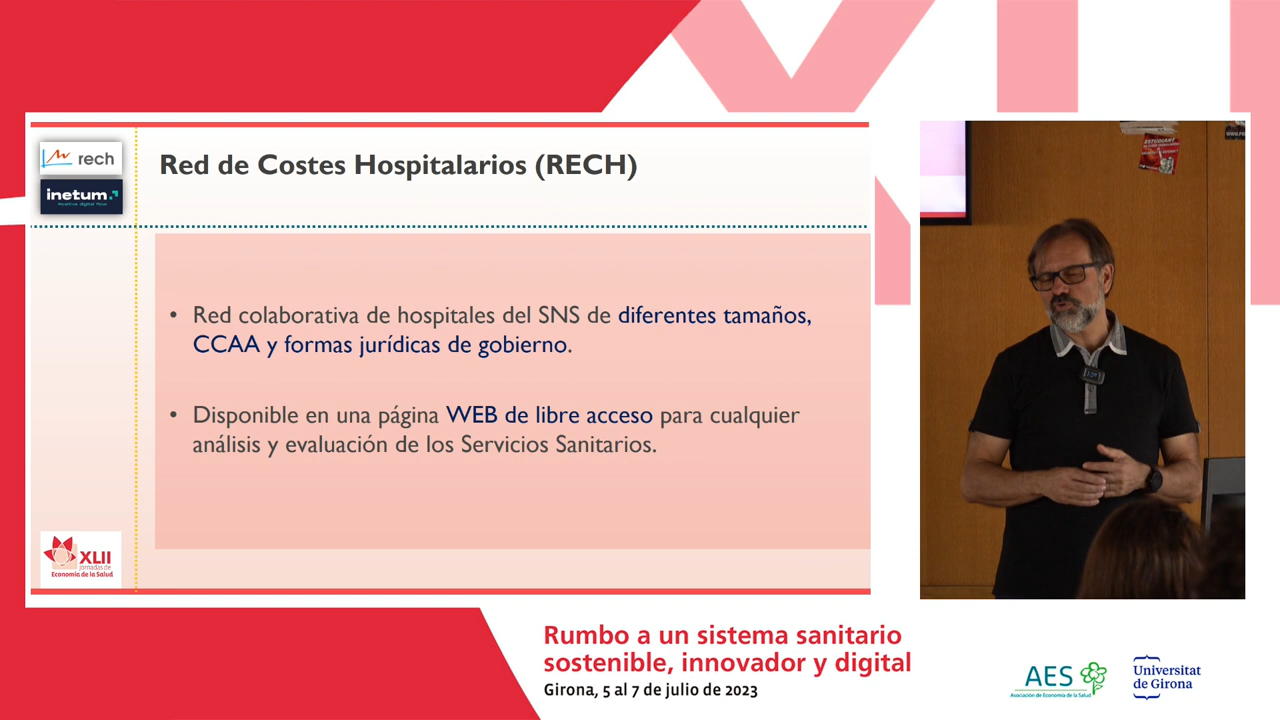 rech
inetum.
Red de Costes Hospitalarios (RECH)
• Red colaborativa de hospitales del SNS de diferentes tamaños,
CCAA y formas jurídicas de gobierno.
• Disponible en una página WEB de libre acceso para cualquier
análisis y evaluación de los Servicios Sanitarios.
XLII
Jornadas de
Economía de la Salud
ESTUDIANT
Rumbo a un sistema sanitario
sostenible, innovador y digital
Girona, 5 al 7 de julio de 2023
AES
Asociación de Economía de la Salud
Universitat
de Girona